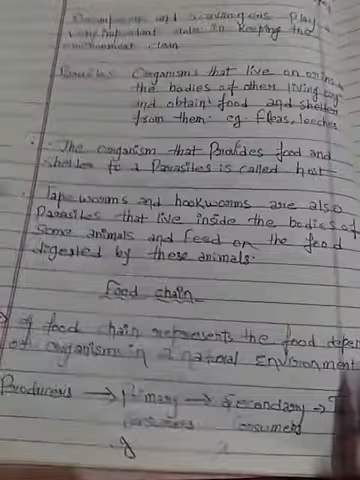 Decomposers and scavengers play
very important role in keeping the
environment clean
Parasites Organisms that live on or in
the bodies of other living
and obtain food and shelter
from them. eg. Fleas, leeches
The organism that Provides food and
shelter to a Parasites is called host
Tape worms and hookworms are also
Parasites that live inside the bodies of
some animals and feed on the food
digested by these animals.
food chain
A food chain represents the food depen
of organisms in a natural Environment
Producers → primary → Secondary →
consumers consumers